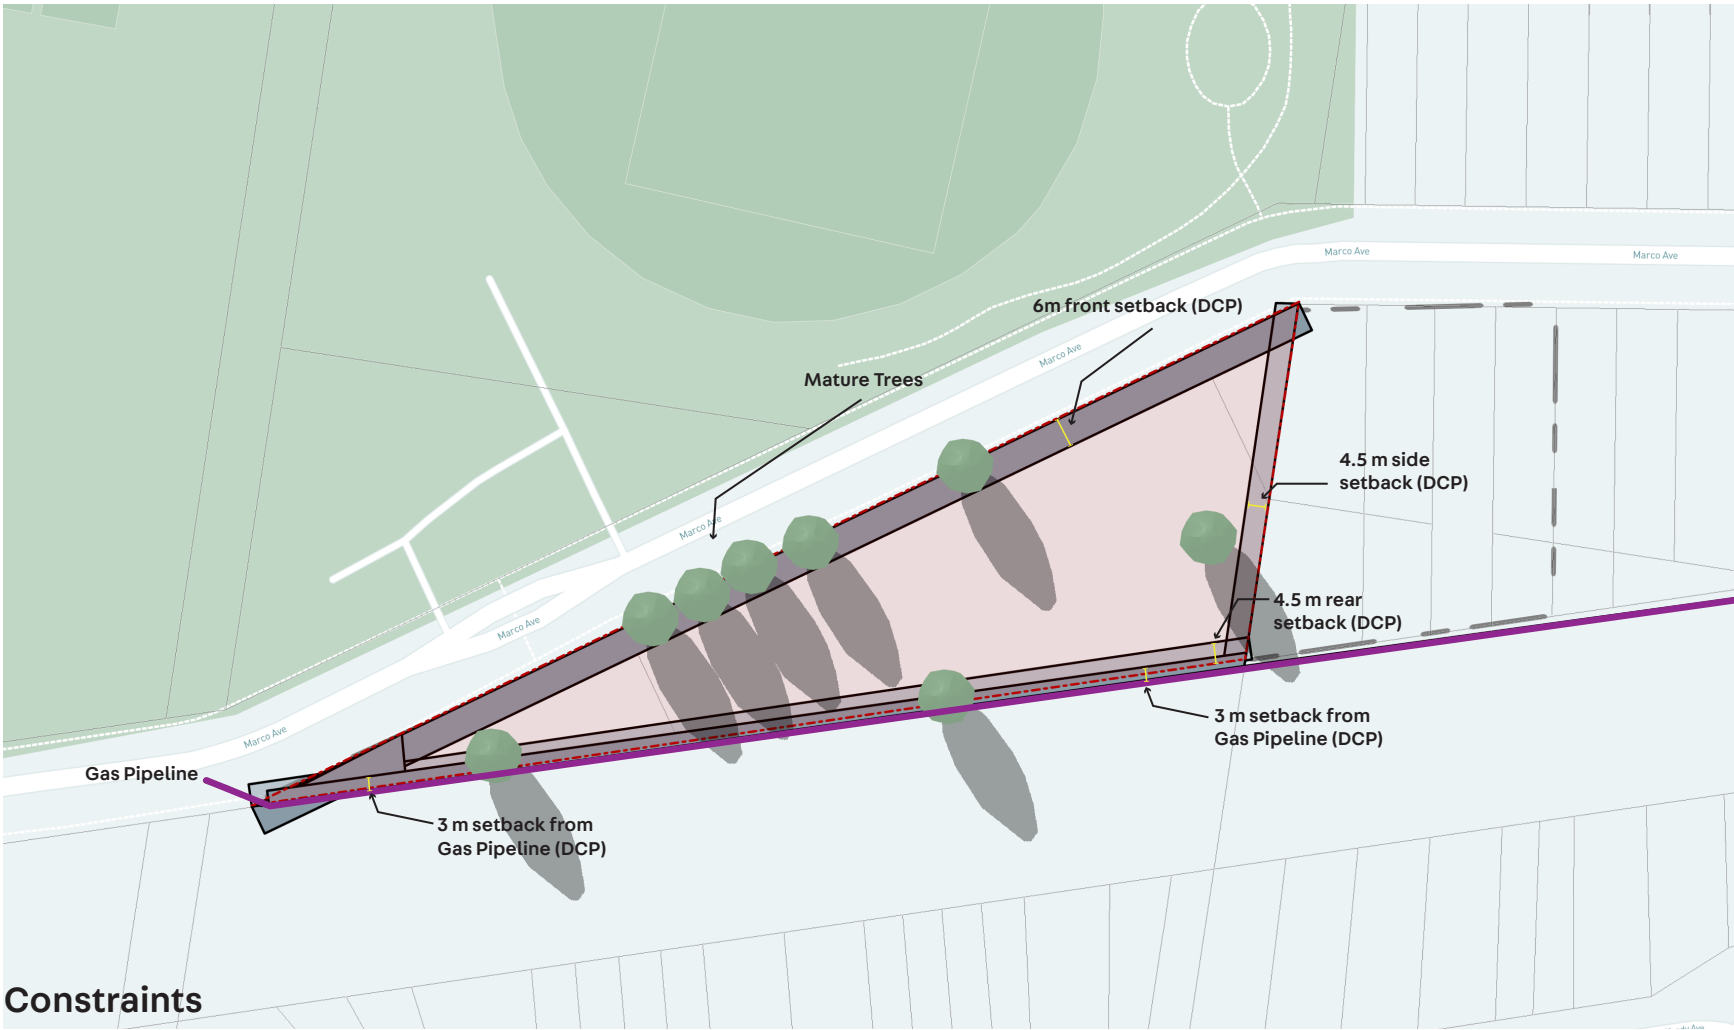 Marco Ave
Marco Ave
6m front setback (DCP)
Marco Ave
Mature Trees
4.5 m side
setback (DCP)
Marco Ave
4.5 m rear
setback (DCP)
Marco Ave
3 m setback from
Gas Pipeline (DCP)
Marco Ave
Gas Pipeline
3 m setback from
Gas Pipeline (DCP)
Constraints